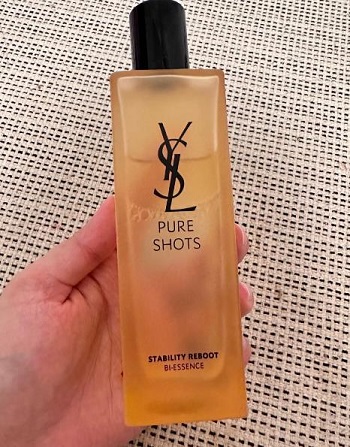 YSL
PURE
SHOTS
STABILITY REBOOT
BI-ESSENCE